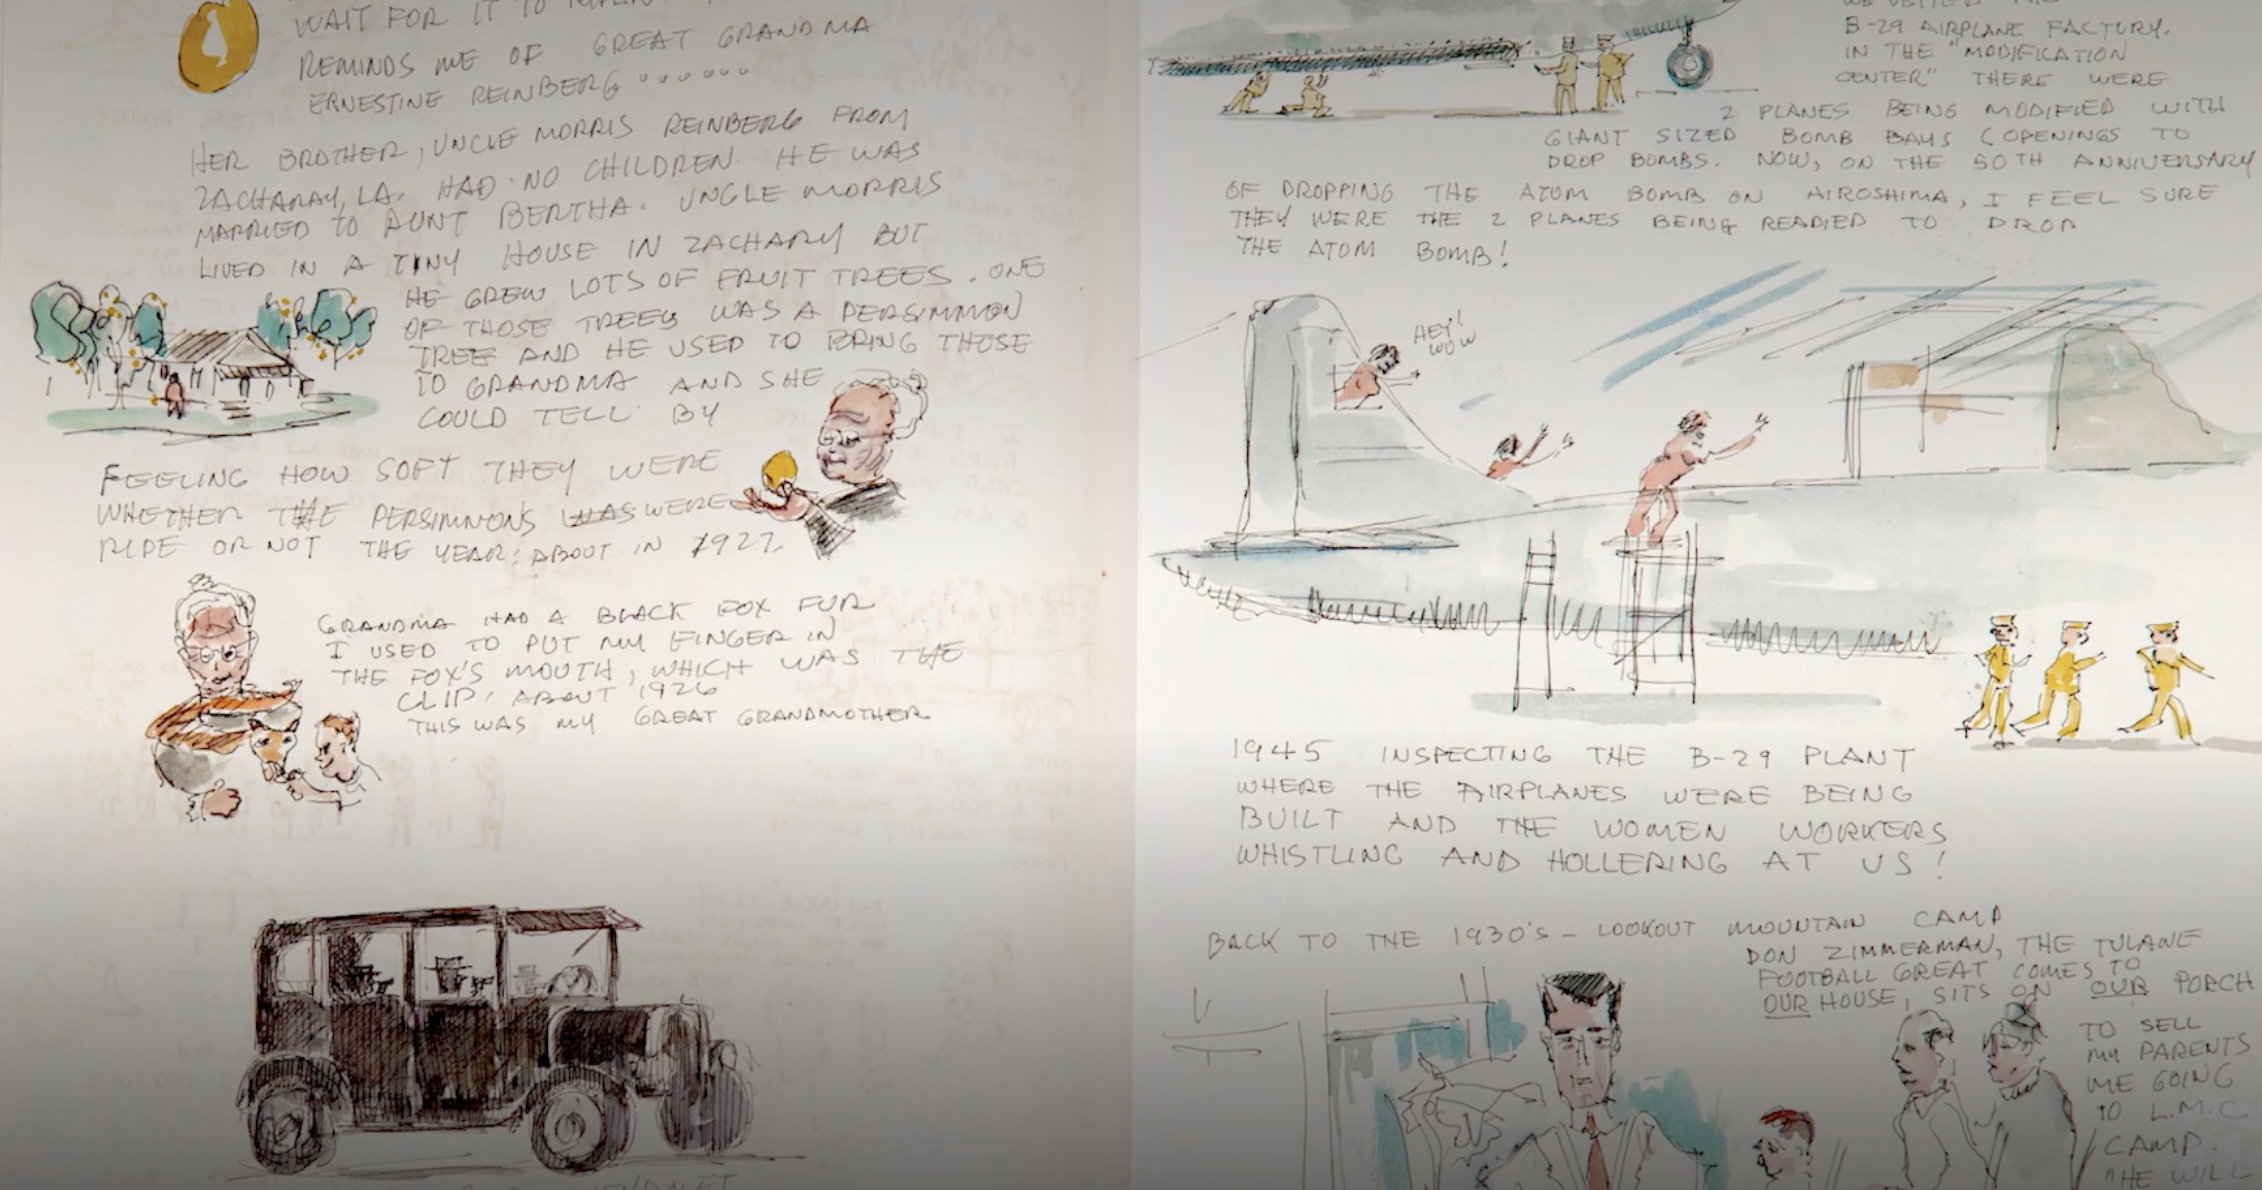 WAIT FOR IT TO
REMINDS ME OF GREAT GRANDMA
ERNESTINE REINBERG
HER BROTHER, UNCLE MORRIS REINBERG FROM
ZACHARAY, LA. HAD NO CHILDREN. HE WAS
MARRIED TO AUNT BERTHA. UNCLE MORRIS
LIVED IN A TINY HOUSE IN ZACHARY BUT
HE GREW LOTS OF FRUIT TREES. ONE
OF THOSE TREES WAS A PERSIMMON
TREE AND HE USED TO BRING THOSE
TO GRANDMA AND SHE
COULD TELL BY
FEELING HOW SOFT THEY WERE
WHETHER THE PERSIMMONS WAS WERE
RIPE OR NOT THE YEAR: ABOUT IN 1927.
GRANDMA HAD A BLACK FOX FUR
I USED TO PUT MY FINGER IN
THE FOX'S MOUTH, WHICH WAS THE
CLIP, ABOUT 1926
THIS WAS MY GREAT GRANDMOTHER
WE VISITED THE
B-29 AIRPLANE FACTORY.
IN THE "MODIFICATION
CENTER" THERE WERE
2 PLANES BEING MODIFIED WITH
GIANT SIZED BOMB BAYS (OPENINGS TO
DROP BOMBS. NOW, ON THE 50TH ANNIVERSARY
OF DROPPING THE ATOM BOMB ON HIROSHIMA, I FEEL SURE
THEY WERE THE 2 PLANES BEING READIED TO DROP
THE ATOM BOMB!
HEY!
WOW
1945 INSPECTING THE B-29 PLANT
WHERE THE AIRPLANES WERE BEING
BUILT AND THE WOMEN WORKERS
WHISTLING AND HOLLERING AT US!
BACK TO THE 1930'S - LOOKOUT MOUNTAIN CAMP
DON ZIMMERMAN, THE TULANE
FOOTBALL GREAT COMES TO
OUR HOUSE, SITS ON OUR PORCH
TO SELL
MY PARENTS
ME GOING
TO L.M.C.
CAMP.
"HE WILL